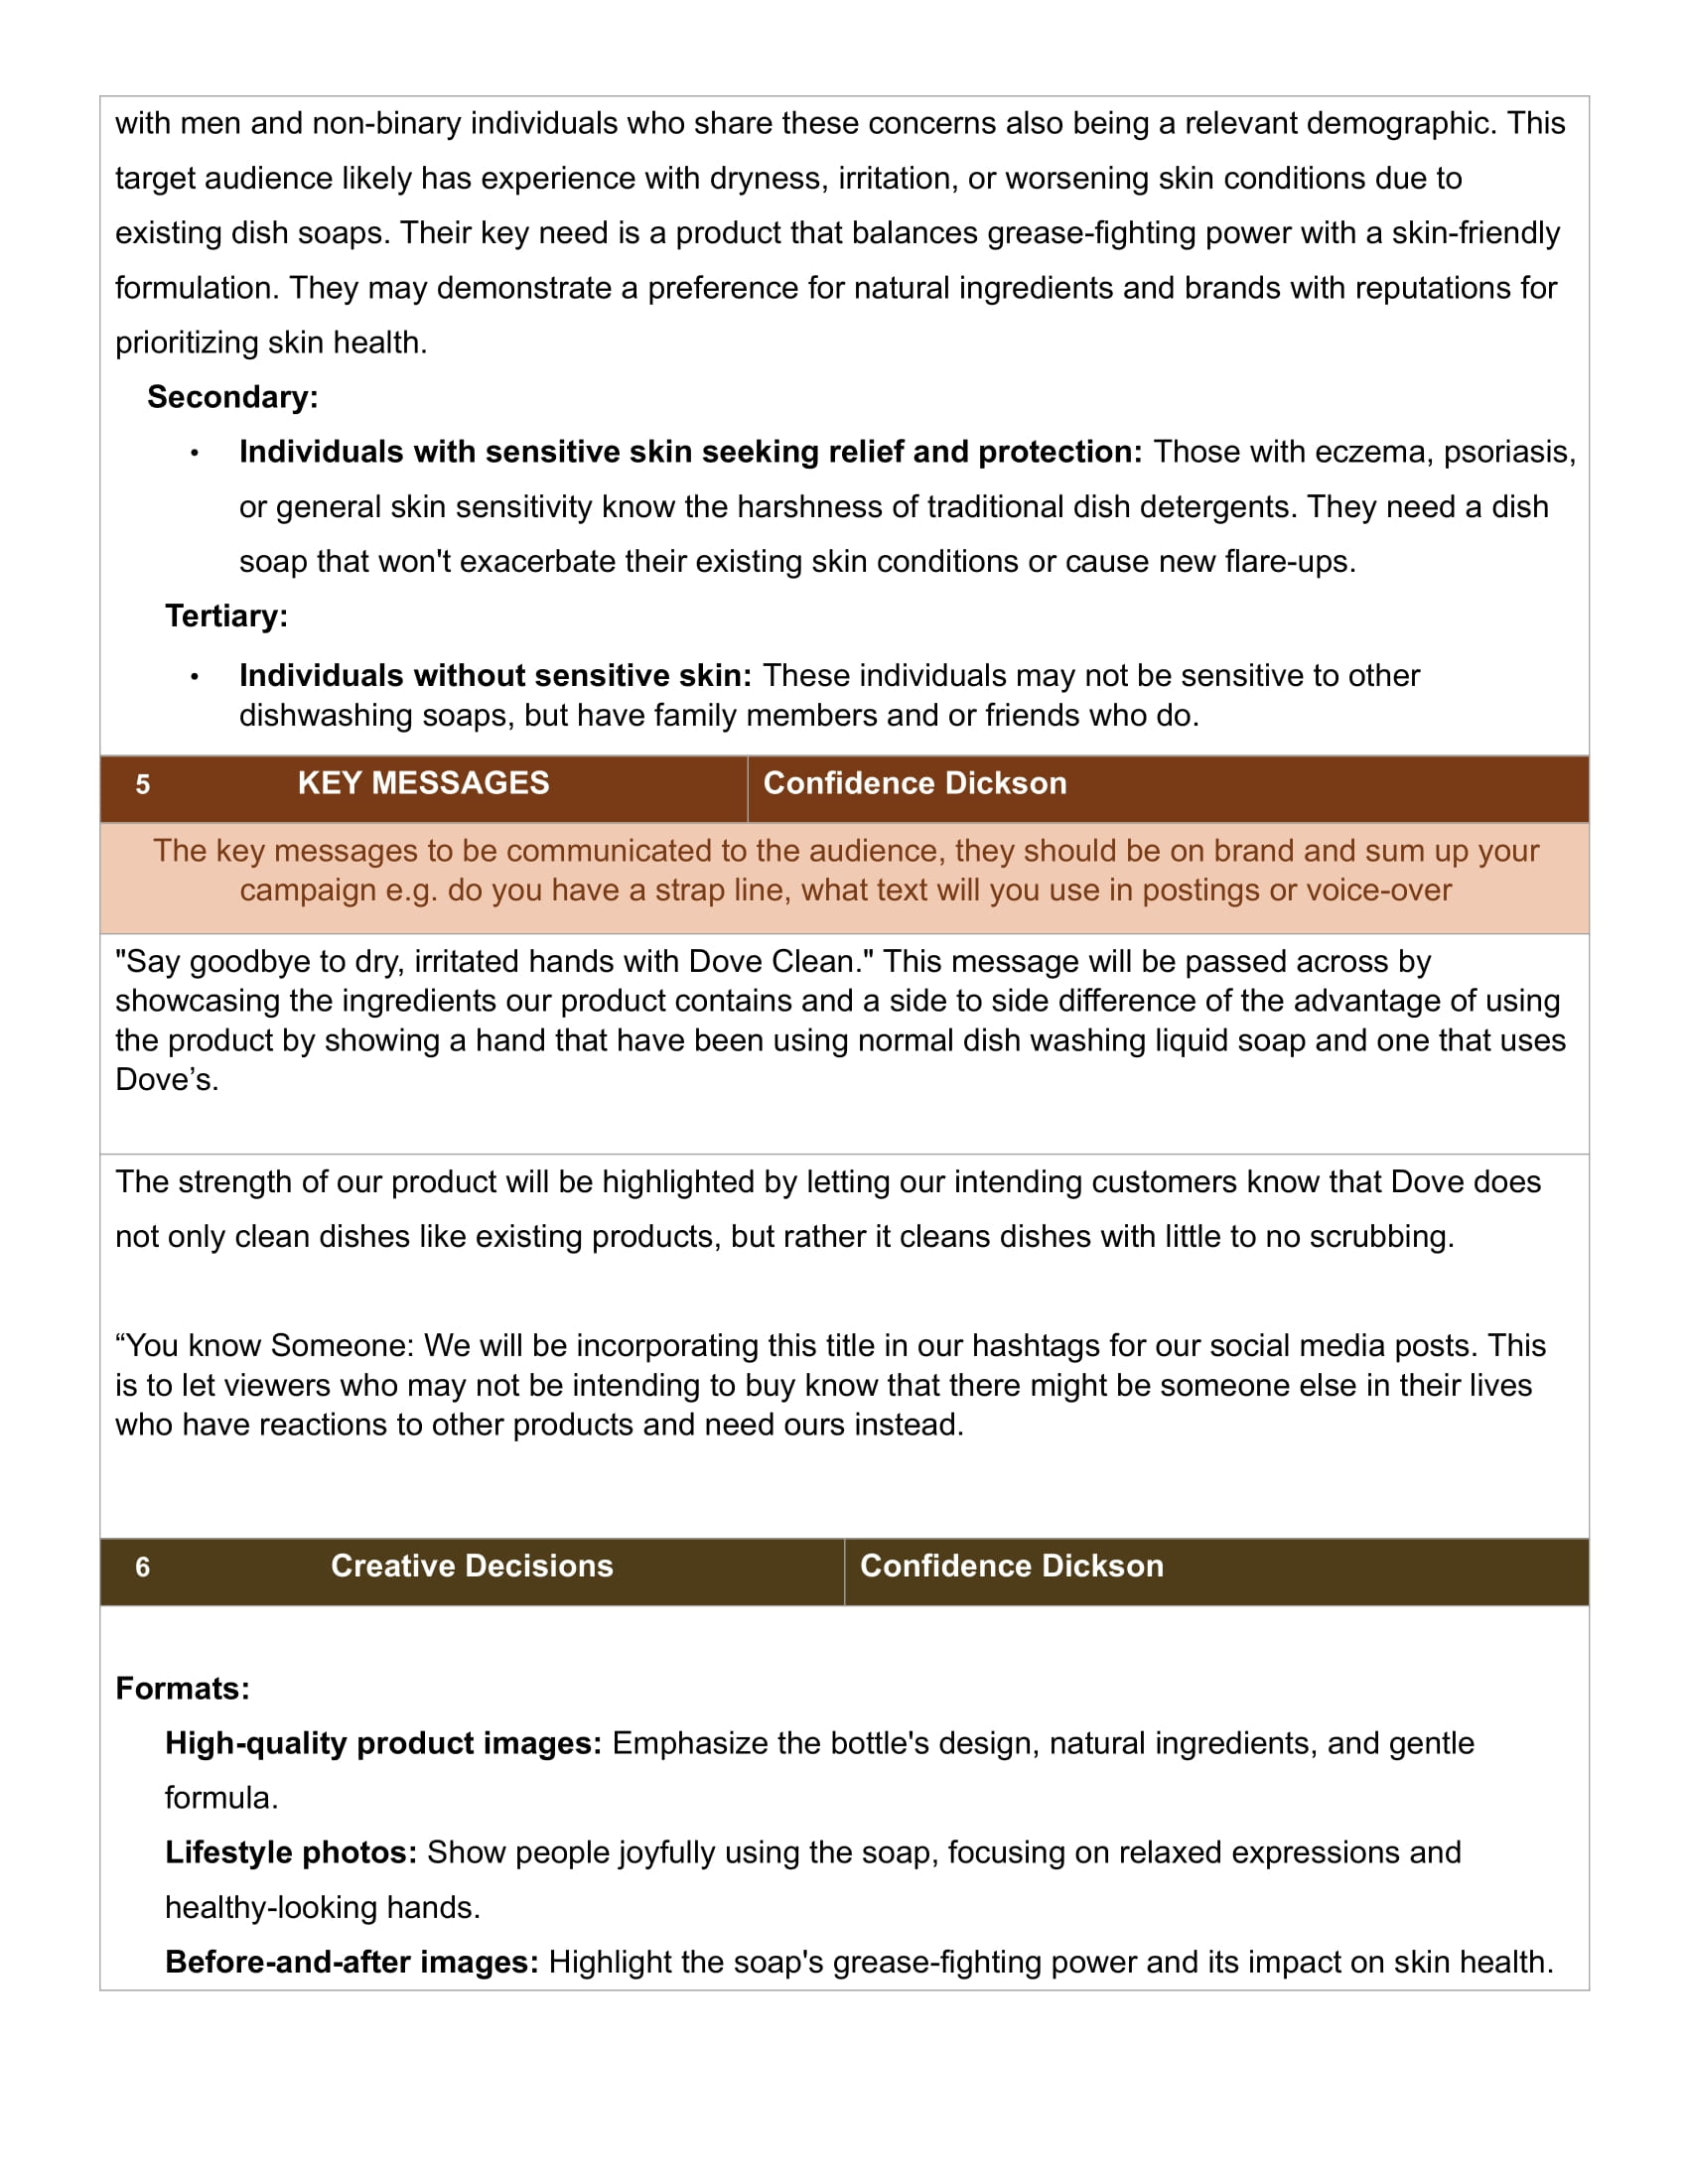 with men and non-binary individuals who share these concerns also being a relevant demographic. This
target audience likely has experience with dryness, irritation, or worsening skin conditions due to
existing dish soaps. Their key need is a product that balances grease-fighting power with a skin-friendly
formulation. They may demonstrate a preference for natural ingredients and brands with reputations for
prioritizing skin health.
Secondary:
• Individuals with sensitive skin seeking relief and protection: Those with eczema, psoriasis,
or general skin sensitivity know the harshness of traditional dish detergents. They need a dish
soap that won't exacerbate their existing skin conditions or cause new flare-ups.
Tertiary:
• Individuals without sensitive skin: These individuals may not be sensitive to other
dishwashing soaps, but have family members and or friends who do.
5 KEY MESSAGES Confidence Dickson
The key messages to be communicated to the audience, they should be on brand and sum up your
campaign e.g. do you have a strap line, what text will you use in postings or voice-over
"Say goodbye to dry, irritated hands with Dove Clean." This message will be passed across by
showcasing the ingredients our product contains and a side to side difference of the advantage of using
the product by showing a hand that have been using normal dish washing liquid soap and one that uses
Dove’s.
The strength of our product will be highlighted by letting our intending customers know that Dove does
not only clean dishes like existing products, but rather it cleans dishes with little to no scrubbing.
“You know Someone: We will be incorporating this title in our hashtags for our social media posts. This
is to let viewers who may not be intending to buy know that there might be someone else in their lives
who have reactions to other products and need ours instead.
6 Creative Decisions Confidence Dickson
Formats:
High-quality product images: Emphasize the bottle's design, natural ingredients, and gentle
formula.
Lifestyle photos: Show people joyfully using the soap, focusing on relaxed expressions and
healthy-looking hands.
Before-and-after images: Highlight the soap's grease-fighting power and its impact on skin health.